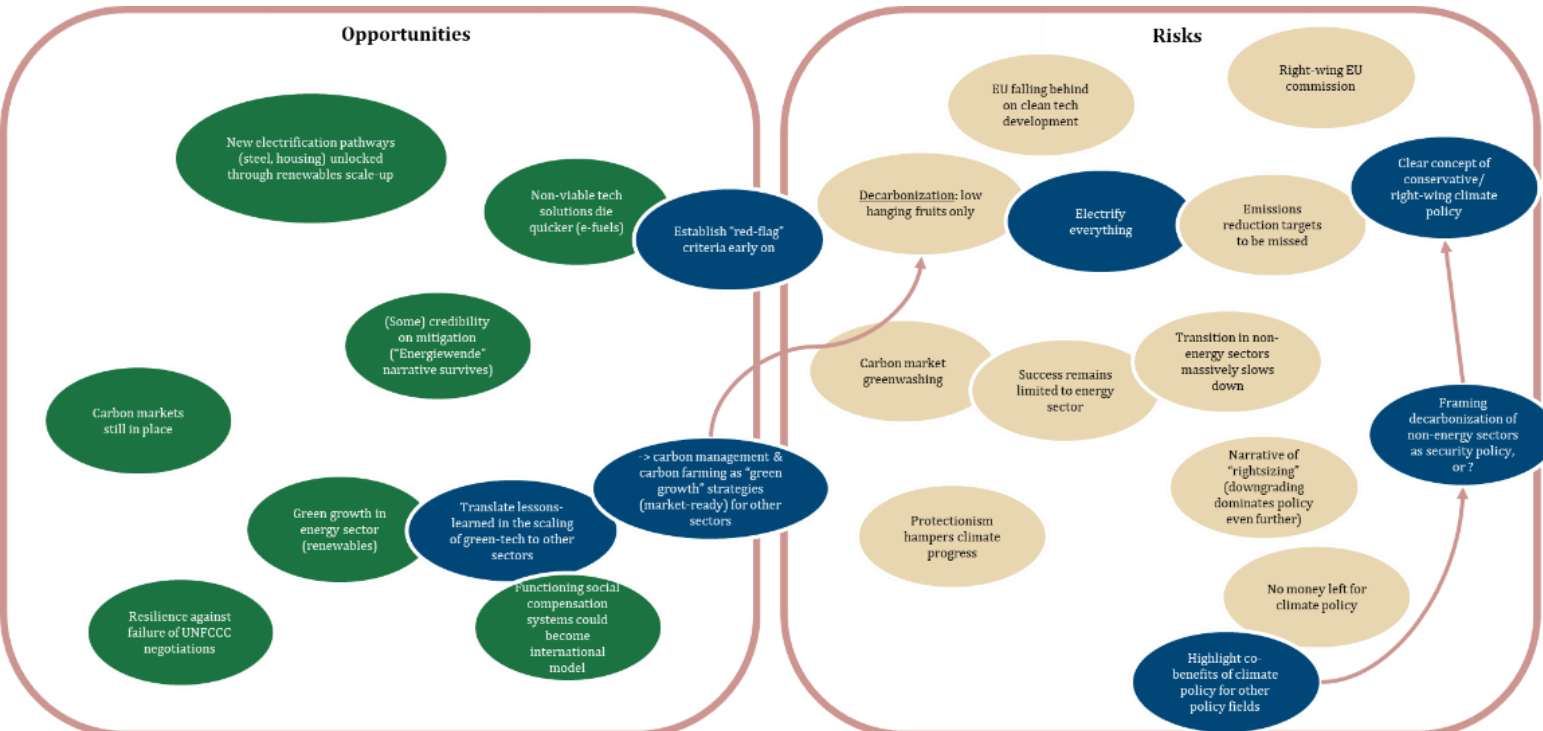 Opportunities
New electrification pathways
(steel, housing) unlocked
through renewables scale-up
Non-viable tech
solutions die
quicker (e-fuels)
Establish "red-flag"
criteria early on
(Some) credibility
on mitigation
("Energiewende"
narrative survives)
Carbon markets
still in place
-> carbon management &
carbon farming as "green
growth" strategies
(market-ready) for other
sectors
Green growth in
energy sector
(renewables)
Translate lessons-
learned in the scaling
of green-tech to other
sectors
Functioning social
compensation
systems could
become
international
model
Resilience against
failure of UNFCCC
negotiations
Risks
EU falling behind
on clean tech
development
Right-wing EU
commission
Decarbonization: low
hanging fruits only
Electrify
everything
Emissions
reduction targets
to be missed
Clear concept of
conservative/
right-wing climate
policy
Carbon market
greenwashing
Success remains
limited to energy
sector
Transition in non-
energy sectors
massively slows
down
Framing
decarbonization of
non-energy sectors
as security policy,
or ?
Narrative of
"rightsizing"
(downgrading
dominates policy
even further)
Protectionism
hampers climate
progress
No money left for
climate policy
Highlight co-
benefits of climate
policy for other
policy fields